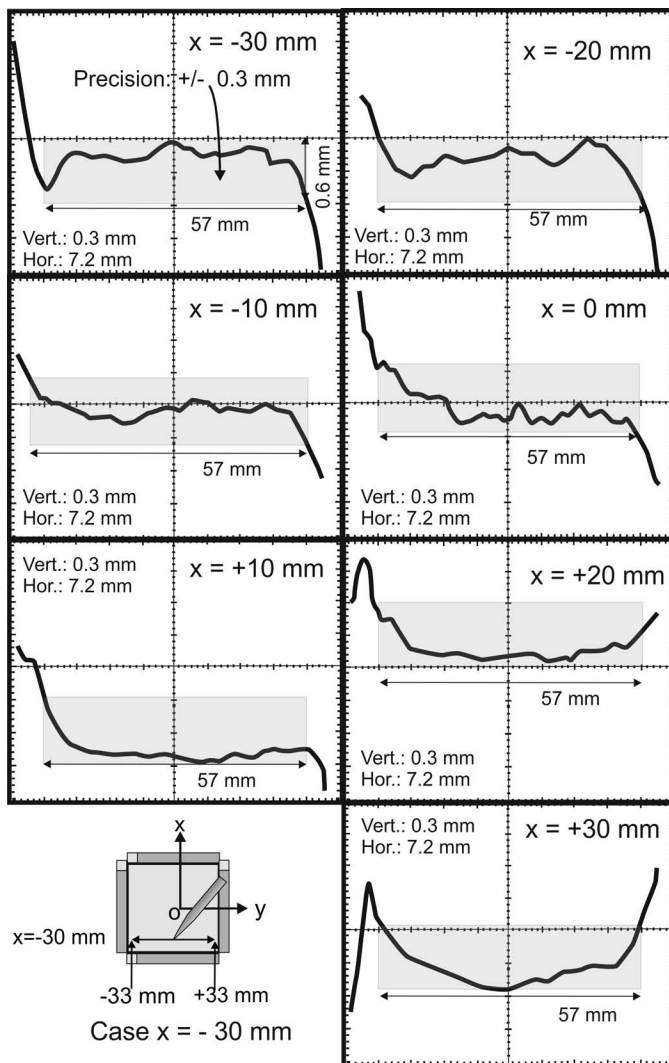 x = -30 mm
Precision: +/- 0.3 mm
0.6 mm
57 mm
Vert.: 0.3 mm
Hor.: 7.2 mm
x = -20 mm
57 mm
Vert.: 0.3 mm
Hor.: 7.2 mm
x = -10 mm
57 mm
Vert.: 0.3 mm
Hor.: 7.2 mm
x = 0 mm
57 mm
Vert.: 0.3 mm
Hor.: 7.2 mm
Vert.: 0.3 mm
Hor.: 7.2 mm
x = +10 mm
57 mm
x = +20 mm
57 mm
Vert.: 0.3 mm
Hor.: 7.2 mm
x
o
y
x=-30 mm
-33 mm
+33 mm
Case x = - 30 mm
Vert.: 0.3 mm
Hor.: 7.2 mm
x = +30 mm
57 mm